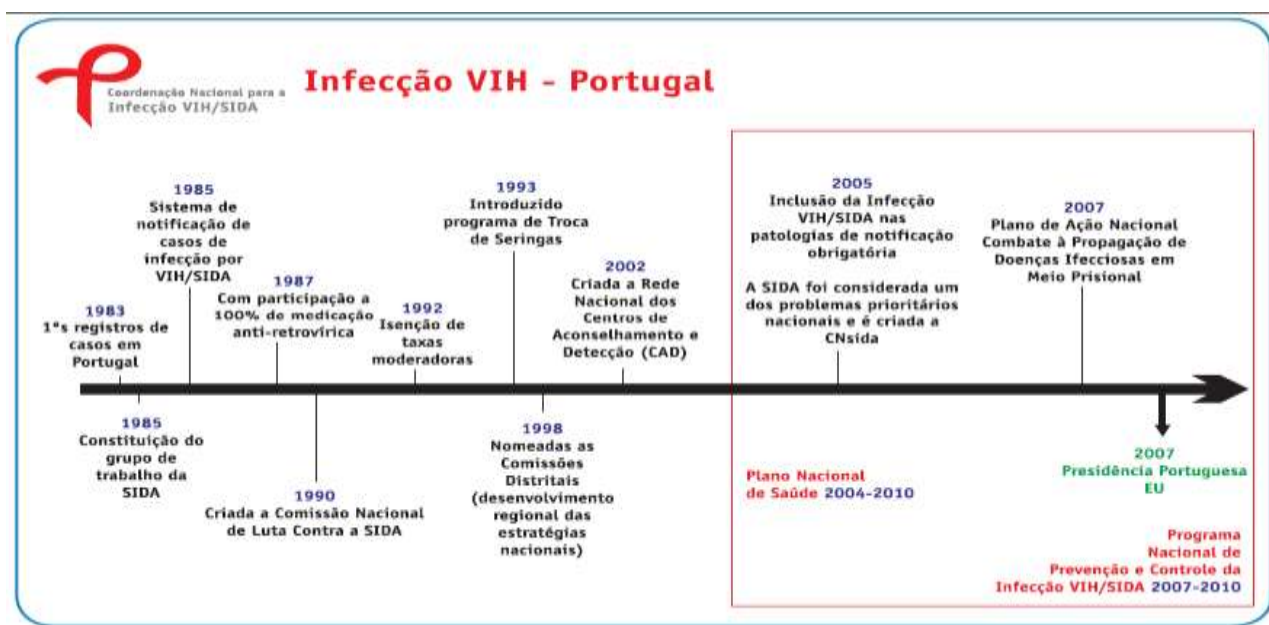 Coordenação Nacional para a
Infecção VIH/SIDA
Infecção VIH - Portugal
1983
1ºs registros de
casos em
Portugal
1985
Sistema de
notificação de
casos de
infecção por
VIH/SIDA
1987
Com participação a
100% de medicação
anti-retrovírica
1992
Isenção de
taxas
moderadoras
1993
Introduzido
programa de Troca
de Seringas
2002
Criada a Rede
Nacional dos
Centros de
Aconselhamento e
Detecção (CAD)
2005
Inclusão da Infecção
VIH/SIDA nas
patologias de notificação
obrigatória
A SIDA foi considerada um
dos problemas prioritários
nacionais e é criada a
CNsida
2007
Plano de Ação Nacional
Combate à Propagação de
Doenças Ifecciosas em
Meio Prisional
1985
Constituição do
grupo de
trabalho da
SIDA
1990
Criada a Comissão Nacional
de Luta Contra a SIDA
1998
Nomeadas as
Comissões
Distritais
(desenvolvimento
regional das
estratégias
nacionais)
Plano Nacional
de Saúde 2004-2010
2007
Presidência Portuguesa
EU
Programa
Nacional de
Prevenção e Controle da
Infecção VIH/SIDA 2007-2010